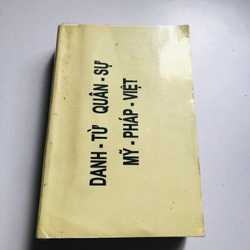 DANH - TỪ QUÂN - SỰ
MỸ - PHÁP - VIỆT